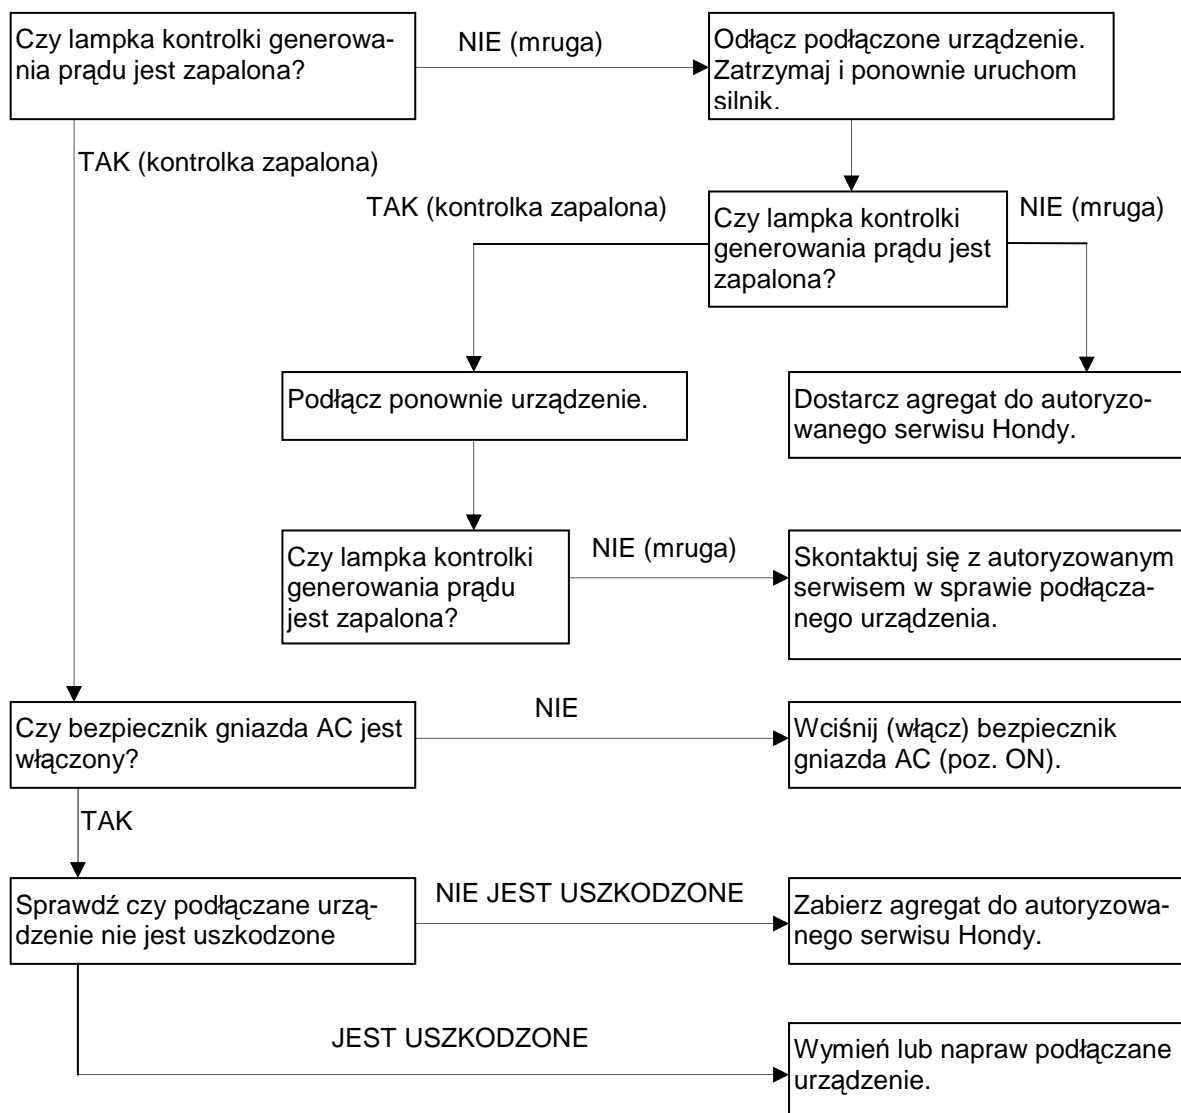 Czy lampka kontrolki generowa-
nia prądu jest zapalona?
NIE (mruga)
Odłącz podłączone urządzenie.
Zatrzymaj i ponownie uruchom
silnik.
TAK (kontrolka zapalona)
TAK (kontrolka zapalona)
Czy lampka kontrolki
generowania prądu jest
zapalona?
NIE (mruga)
Podłącz ponownie urządzenie.
Dostarcz agregat do autoryzo-
wanego serwisu Hondy.
Czy lampka kontrolki
generowania prądu
jest zapalona?
NIE (mruga)
Skontaktuj się z autoryzowanym
serwisem w sprawie podłącza-
nego urządzenia.
Czy bezpiecznik gniazda AC jest
włączony?
NIE
Wciśnij (włącz) bezpiecznik
gniazda AC (poz. ON).
TAK
Sprawdź czy podłączane urzą-
dzenie nie jest uszkodzone
NIE JEST USZKODZONE
Zabierz agregat do autoryzowa-
nego serwisu Hondy.
JEST USZKODZONE
Wymień lub napraw podłączane
urządzenie.